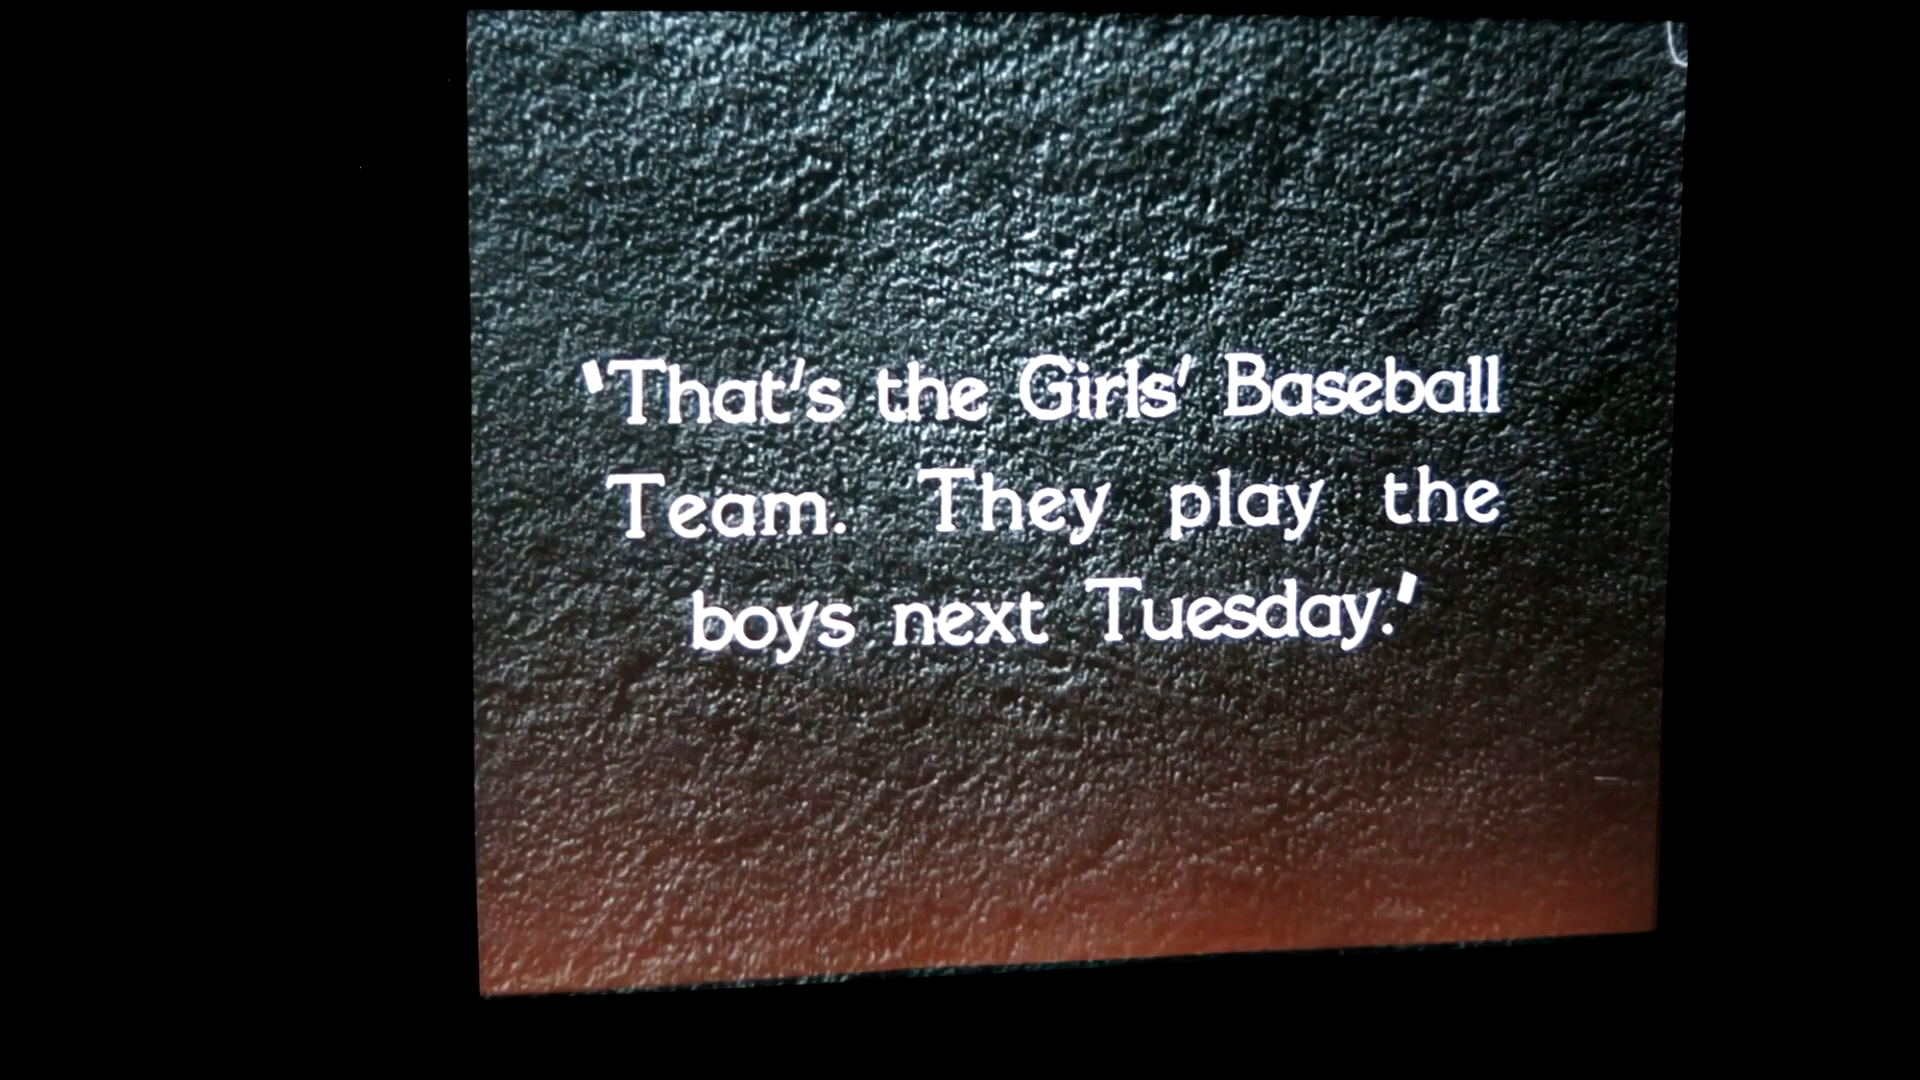 'That's the Girls' Baseball
Team. They play the
boys next Tuesday.'